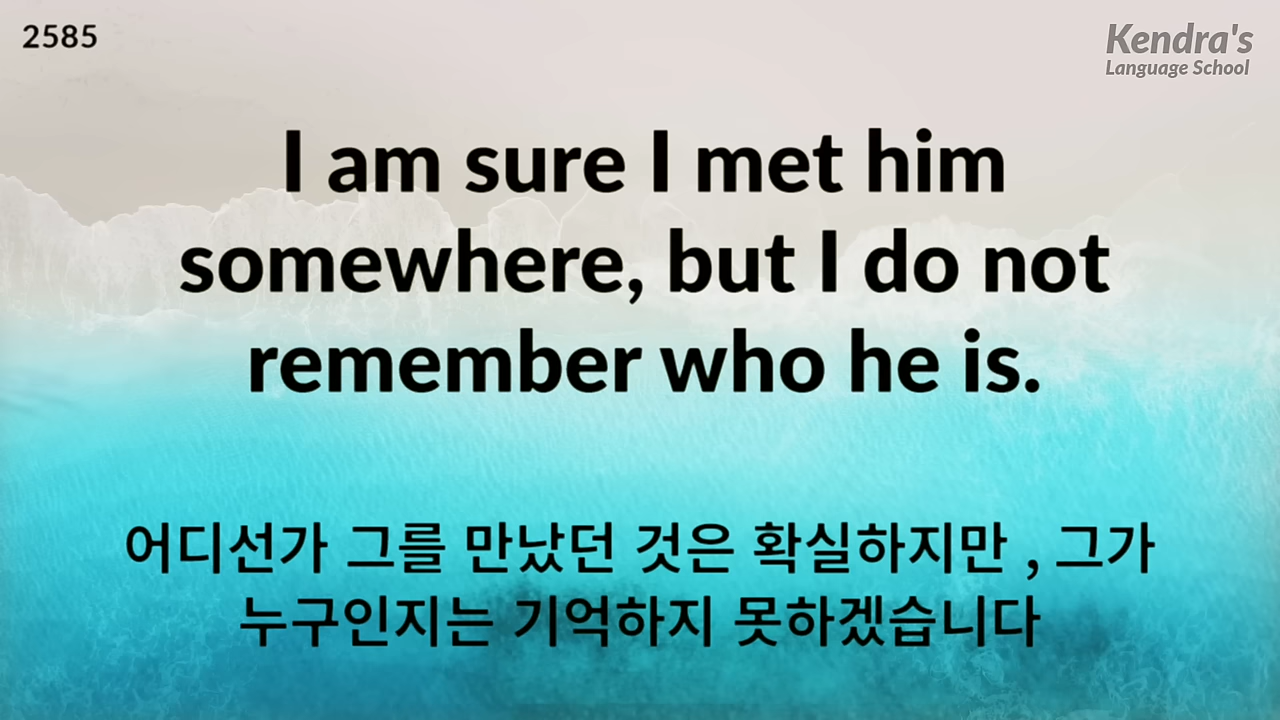 2585
Kendra's
Language School
I am sure I met him
somewhere, but I do not
remember who he is.
어디선가 그를 만났던 것은 확실하지만 , 그가
누구인지는 기억하지 못하겠습니다